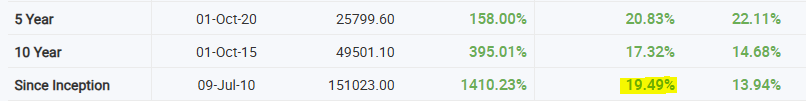 5 Year 01-Oct-20 25799.60 158.00% 20.83% 22.11%
10 Year 01-Oct-15 49501.10 395.01% 17.32% 14.68%
Since Inception 09-Jul-10 151023.00 1410.23% 19.49% 13.94%